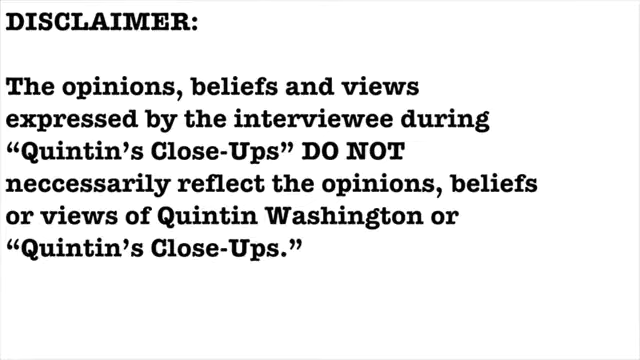 DISCLAIMER:
The opinions, beliefs and views
expressed by the interviewee during
“Quintin’s Close-Ups” DO NOT
neccessarily reflect the opinions, beliefs
or views of Quintin Washington or
“Quintin’s Close-Ups.”